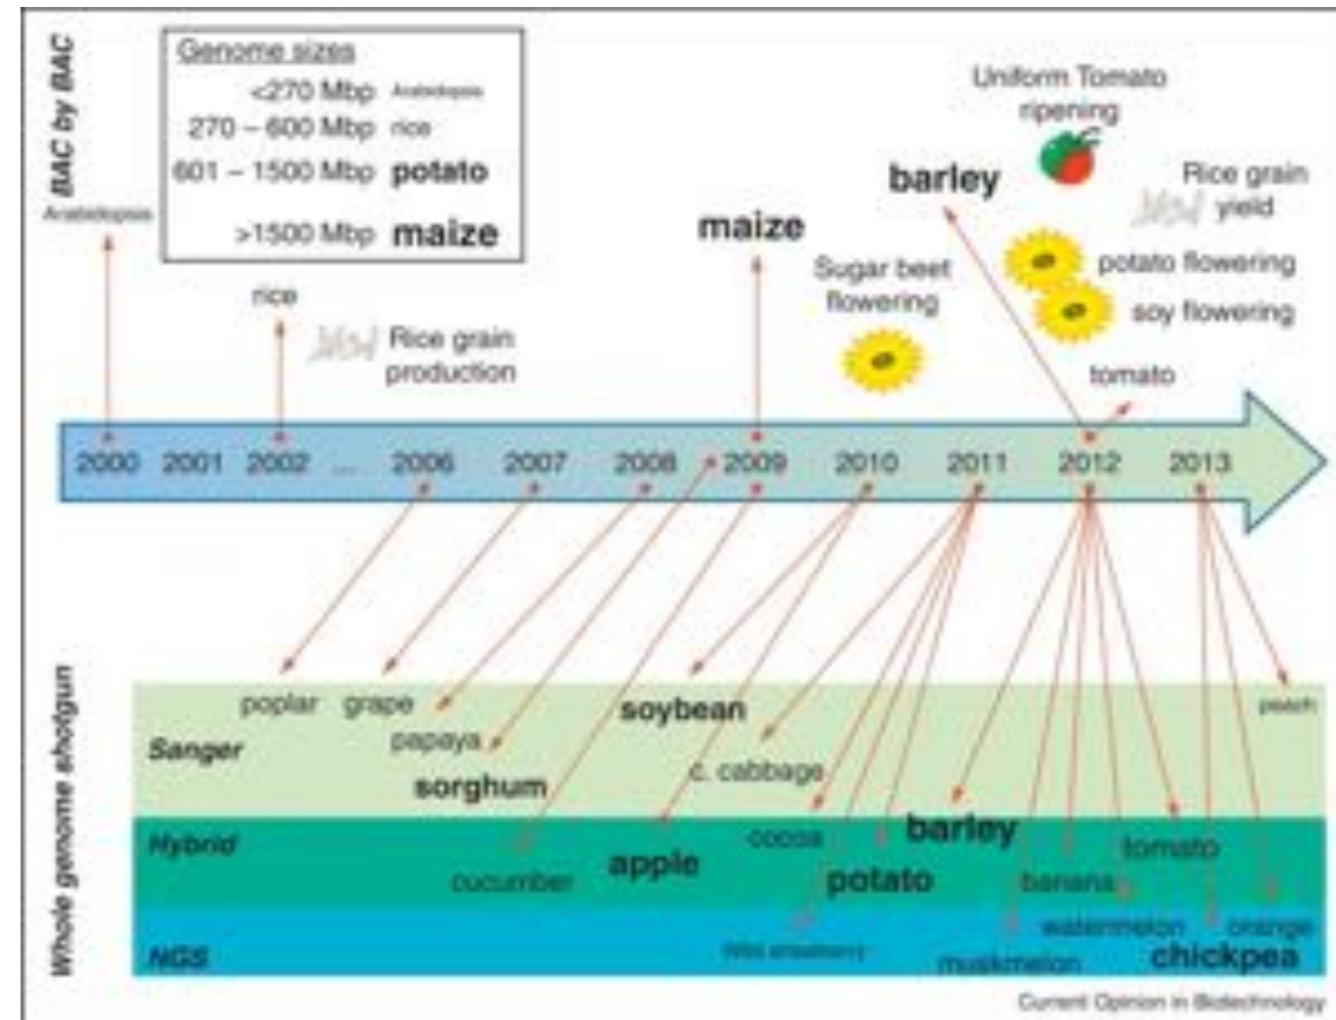 BAC by BAC
Genome sizes
<270 Mbp Arabidopsis
270 – 600 Mbp rice
601 – 1500 Mbp potato
>1500 Mbp maize
Arabidopsis
rice
Rice grain
production
maize
Sugar beet
flowering
barley
Uniform Tomato
ripening
Rice grain
yield
potato flowering
soy flowering
tomato
2000 2001 2002 ... 2006 2007 2008 2009 2010 2011 2012 2013
Whole genome shotgun
Sanger
poplar grape
papaya
sorghum
soybean
c. cabbage
peach
Hybrid
cucumber
apple
cocoa
potato
barley
banana
tomato
NGS
Wild strawberry
muskmelon
watermelon
chickpea
orange
Current Opinion in Biotechnology